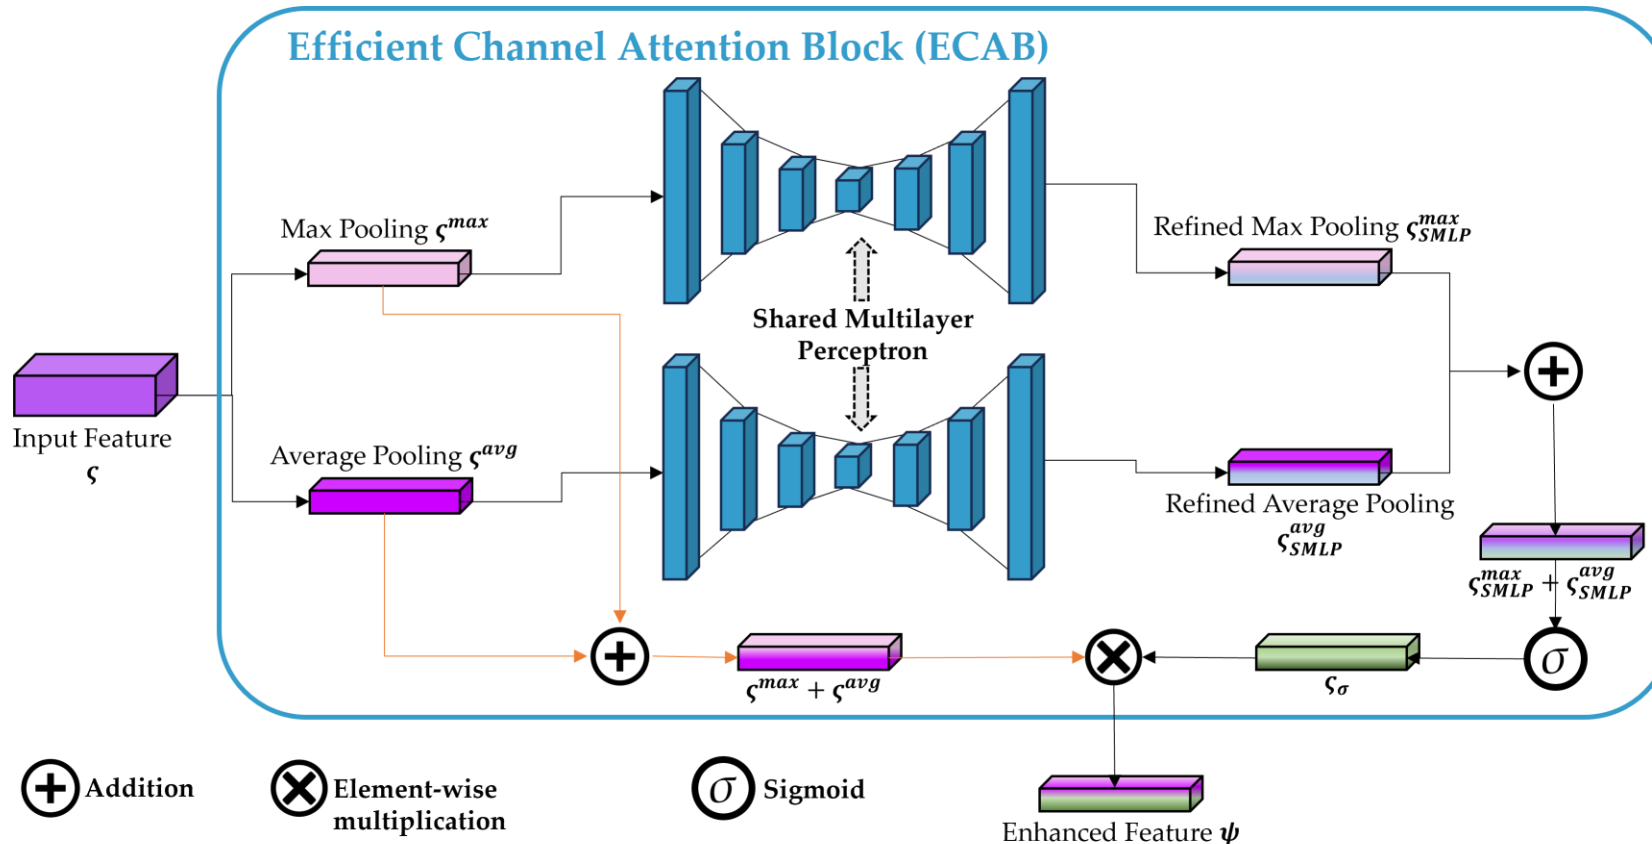 Efficient Channel Attention Block (ECAB)
Max Pooling ς^max
Refined Max Pooling ς^max_SMLP
Shared Multilayer
Perceptron
Input Feature
ς
Average Pooling ς^avg
Refined Average Pooling
ς^avg_SMLP
ς^max_SMLP + ς^avg_SMLP
ς^max + ς^avg
ς_σ
σ
Addition
Element-wise
multiplication
σ Sigmoid
Enhanced Feature ψ